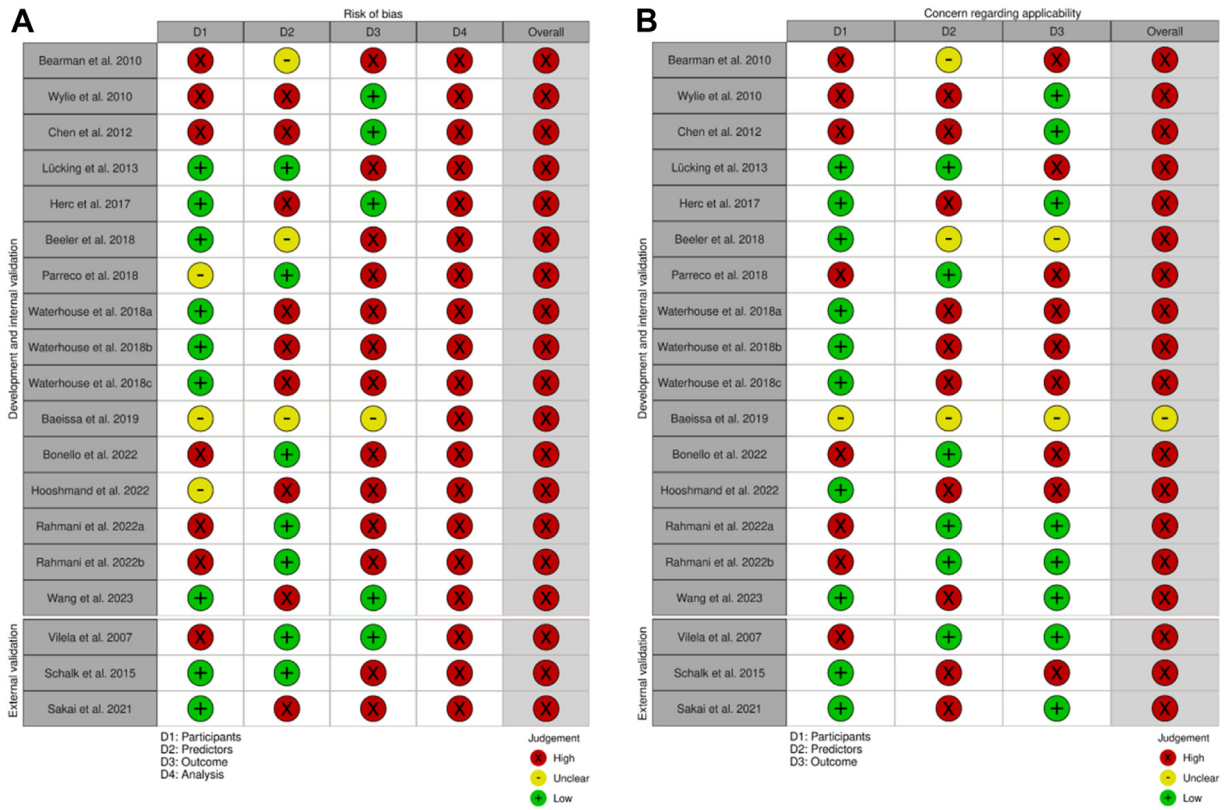 A
Risk of bias
D1 D2 D3 D4 Overall
Development and internal validation
Bearman et al. 2010 X - X X X
Wylie et al. 2010 X X + X X
Chen et al. 2012 X X + X X
Lücking et al. 2013 + + X X X
Herc et al. 2017 + X + X X
Beeler et al. 2018 + - X X X
Parreco et al. 2018 - + X X X
Waterhouse et al. 2018a + X X X X
Waterhouse et al. 2018b + X X X X
Waterhouse et al. 2018c + X X X X
Baeissa et al. 2019 - - - X X
Bonello et al. 2022 X + X X X
Hooshmand et al. 2022 - X X X X
Rahmani et al. 2022a X + X X X
Rahmani et al. 2022b X + X X X
Wang et al. 2023 + X + X X
External validation
Vilela et al. 2007 X + + X X
Schalk et al. 2015 + + X X X
Sakai et al. 2021 + X X X X
D1: Participants
D2: Predictors
D3: Outcome
D4: Analysis
Judgement
X High
- Unclear
+ Low
B
Concern regarding applicability
D1 D2 D3 Overall
Development and internal validation
Bearman et al. 2010 X - X X
Wylie et al. 2010 X X + X
Chen et al. 2012 X X + X
Lücking et al. 2013 + + X X
Herc et al. 2017 + X + X
Beeler et al. 2018 + - - X
Parreco et al. 2018 X + X X
Waterhouse et al. 2018a + X X X
Waterhouse et al. 2018b + X X X
Waterhouse et al. 2018c + X X X
Baeissa et al. 2019 - - - -
Bonello et al. 2022 X + X X
Hooshmand et al. 2022 + X X X
Rahmani et al. 2022a X + + X
Rahmani et al. 2022b X + + X
Wang et al. 2023 + X + X
External validation
Vilela et al. 2007 X + + X
Schalk et al. 2015 + X X X
Sakai et al. 2021 + X + X
D1: Participants
D2: Predictors
D3: Outcome
Judgement
X High
- Unclear
+ Low